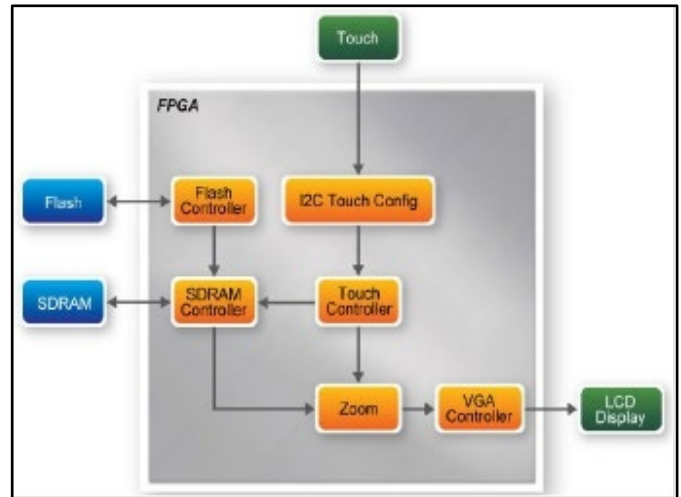 Touch
FPGA
Flash
Flash
Controller
I2C Touch Config
SDRAM
SDRAM
Controller
Touch
Controller
Zoom
VGA
Controller
LCD
Display